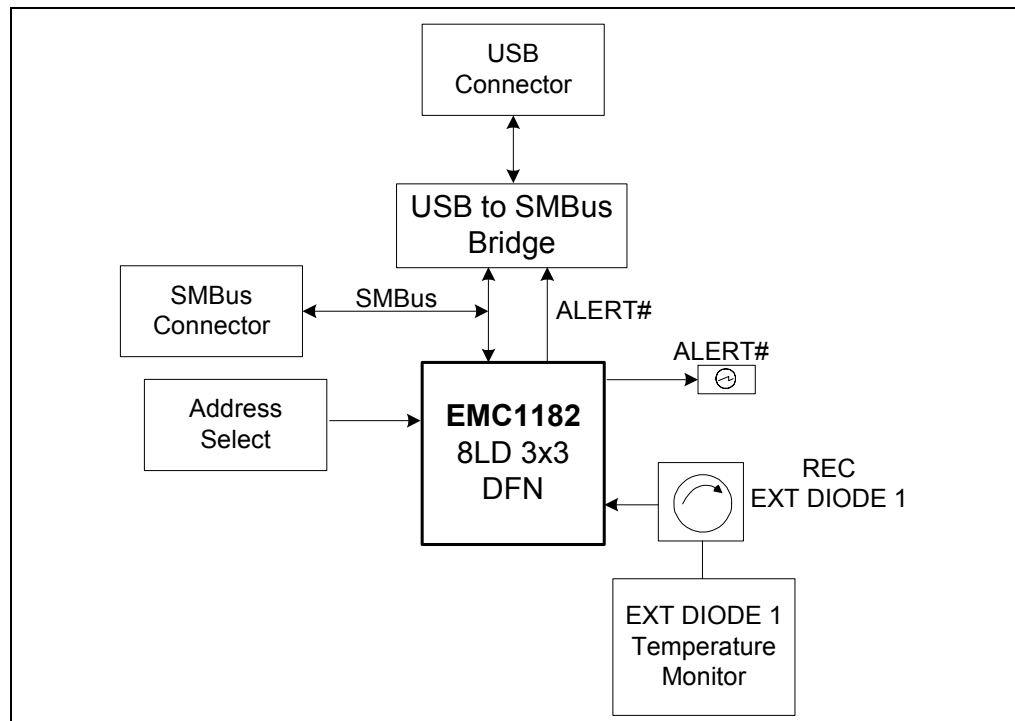 USB
Connector
USB to SMBus
Bridge
SMBus
Connector
SMBus
ALERT#
ALERT#
Address
Select
EMC1182
8LD 3x3
DFN
REC
EXT DIODE 1
EXT DIODE 1
Temperature
Monitor